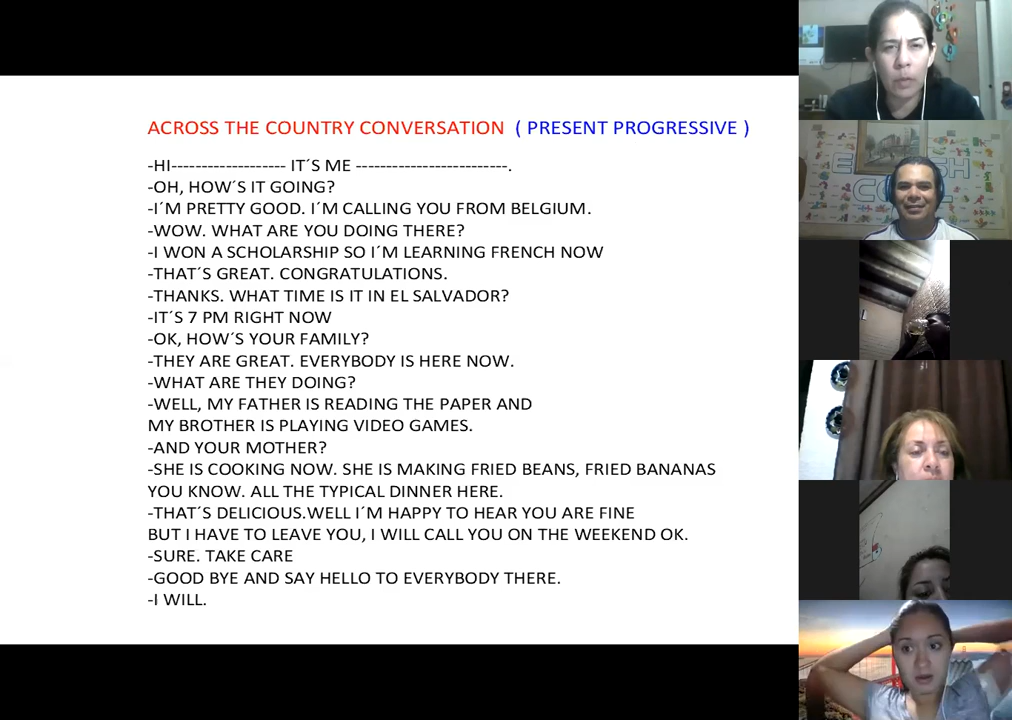 ACROSS THE COUNTRY CONVERSATION ( PRESENT PROGRESSIVE )
-HI------------------- IT´S ME -------------------------.
-OH, HOW´S IT GOING?
-I´M PRETTY GOOD. I´M CALLING YOU FROM BELGIUM.
-WOW. WHAT ARE YOU DOING THERE?
-I WON A SCHOLARSHIP SO I´M LEARNING FRENCH NOW
-THAT´S GREAT. CONGRATULATIONS.
-THANKS. WHAT TIME IS IT IN EL SALVADOR?
-IT´S 7 PM RIGHT NOW
-OK, HOW´S YOUR FAMILY?
-THEY ARE GREAT. EVERYBODY IS HERE NOW.
-WHAT ARE THEY DOING?
-WELL, MY FATHER IS READING THE PAPER AND
MY BROTHER IS PLAYING VIDEO GAMES.
-AND YOUR MOTHER?
-SHE IS COOKING NOW. SHE IS MAKING FRIED BEANS, FRIED BANANAS
YOU KNOW. ALL THE TYPICAL DINNER HERE.
-THAT´S DELICIOUS.WELL I´M HAPPY TO HEAR YOU ARE FINE
BUT I HAVE TO LEAVE YOU, I WILL CALL YOU ON THE WEEKEND OK.
-SURE. TAKE CARE
-GOOD BYE AND SAY HELLO TO EVERYBODY THERE.
-I WILL.